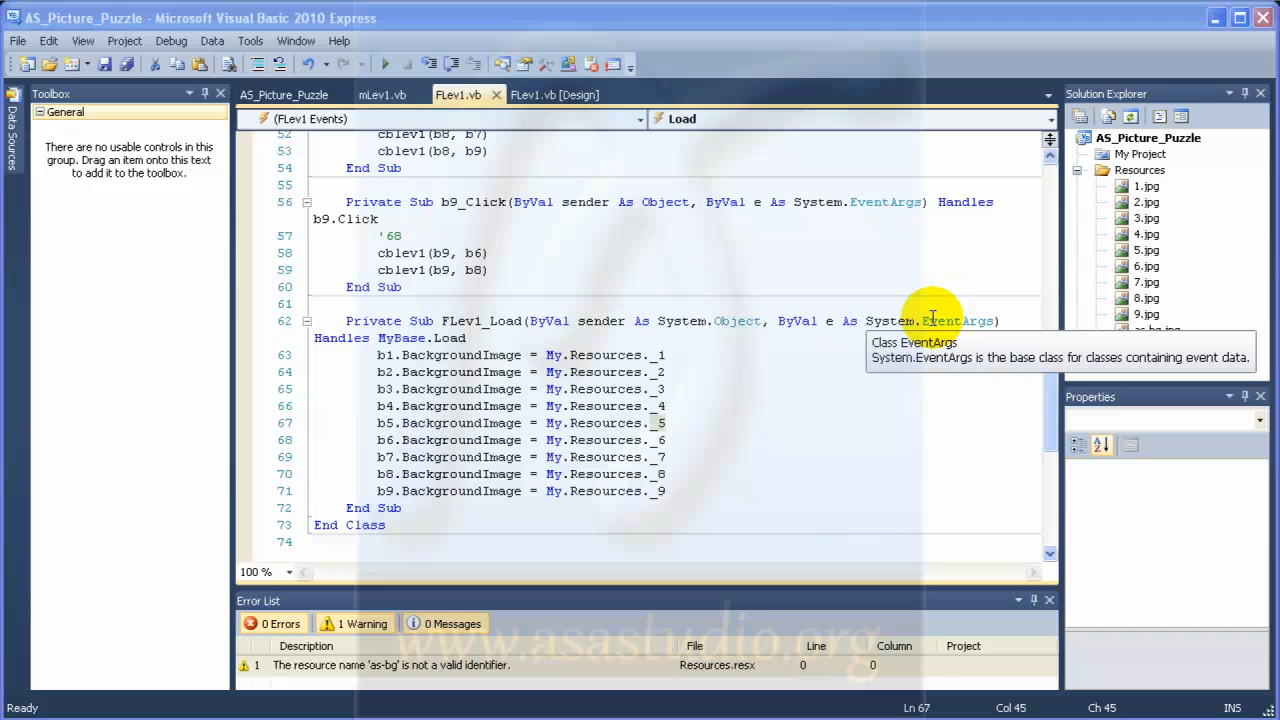 AS_Picture_Puzzle - Microsoft Visual Basic 2010 Express
File Edit View Project Debug Data Tools Window Help
Toolbox
General
There are no usable controls in this
group. Drag an item onto this text
to add it to the toolbox.
Data Sources
AS_Picture_Puzzle mLev1.vb FLev1.vb FLev1.vb [Design]
(FLev1 Events) Load
52 cblev1(b8, b7)
53 cblev1(b8, b9)
54 End Sub
55
56 Private Sub b9_Click(ByVal sender As Object, ByVal e As System.EventArgs) Handles
b9.Click
57 '68
58 cblev1(b9, b6)
59 cblev1(b9, b8)
60 End Sub
61
62 Private Sub FLev1_Load(ByVal sender As System.Object, ByVal e As System.EventArgs)
Handles MyBase.Load
63 b1.BackgroundImage = My.Resources._1
64 b2.BackgroundImage = My.Resources._2
65 b3.BackgroundImage = My.Resources._3
66 b4.BackgroundImage = My.Resources._4
67 b5.BackgroundImage = My.Resources._5
68 b6.BackgroundImage = My.Resources._6
69 b7.BackgroundImage = My.Resources._7
70 b8.BackgroundImage = My.Resources._8
71 b9.BackgroundImage = My.Resources._9
72 End Sub
73 End Class
74
Class EventArgs
System.EventArgs is the base class for classes containing event data.
100 %
Solution Explorer
AS_Picture_Puzzle
My Project
Resources
1.jpg
2.jpg
3.jpg
4.jpg
5.jpg
6.jpg
7.jpg
8.jpg
9.jpg
as-bg.jpg
Properties
Error List
0 Errors 1 Warning 0 Messages
www.asastudio.org
Description File Line Column Project
1 The resource name 'as-bg' is not a valid identifier. Resources.resx 0 0
Ready Ln 67 Col 45 Ch 45 INS